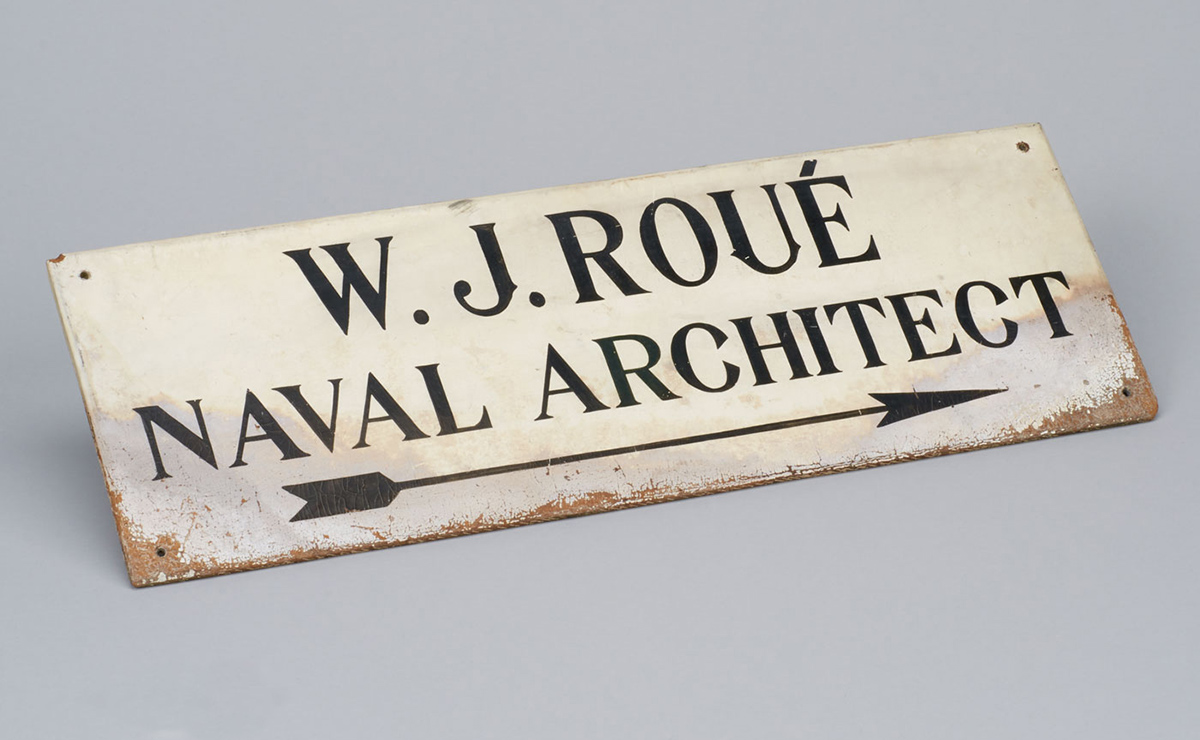 W. J. ROUÉ
NAVAL ARCHITECT